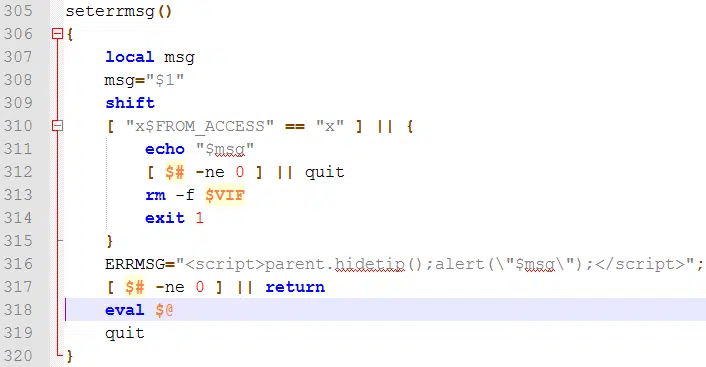 305 seterrmsg()
306 {
307     local msg
308     msg="$1"
309     shift
310     [ "x$FROM_ACCESS" == "x" ] || {
311         echo "$msg"
312         [ $# -ne 0 ] || quit
313         rm -f $VIF
314         exit 1
315     }
316     ERRMSG="<script>parent.hidetip();alert(\"$msg\");</script>";
317     [ $# -ne 0 ] || return
318     eval $@
319     quit
320 }